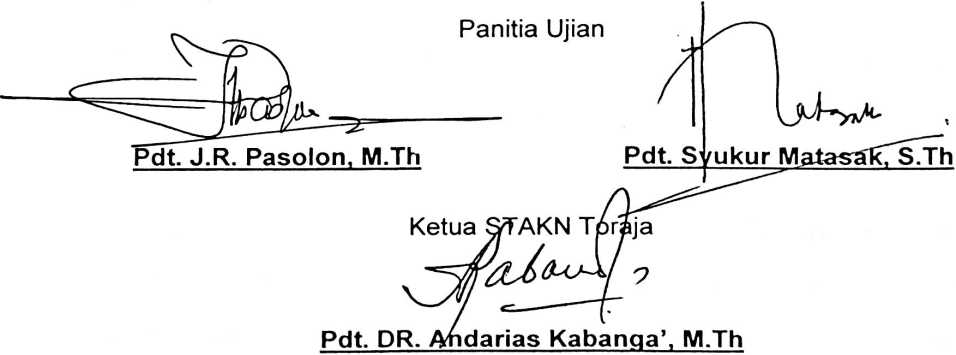 Panitia Ujian
Pdt. J.R. Pasolon, M.Th
Pdt. Syukur Matasak, S.Th
Ketua STAKN Toraja
Pdt. DR. Andarias Kabanga', M.Th